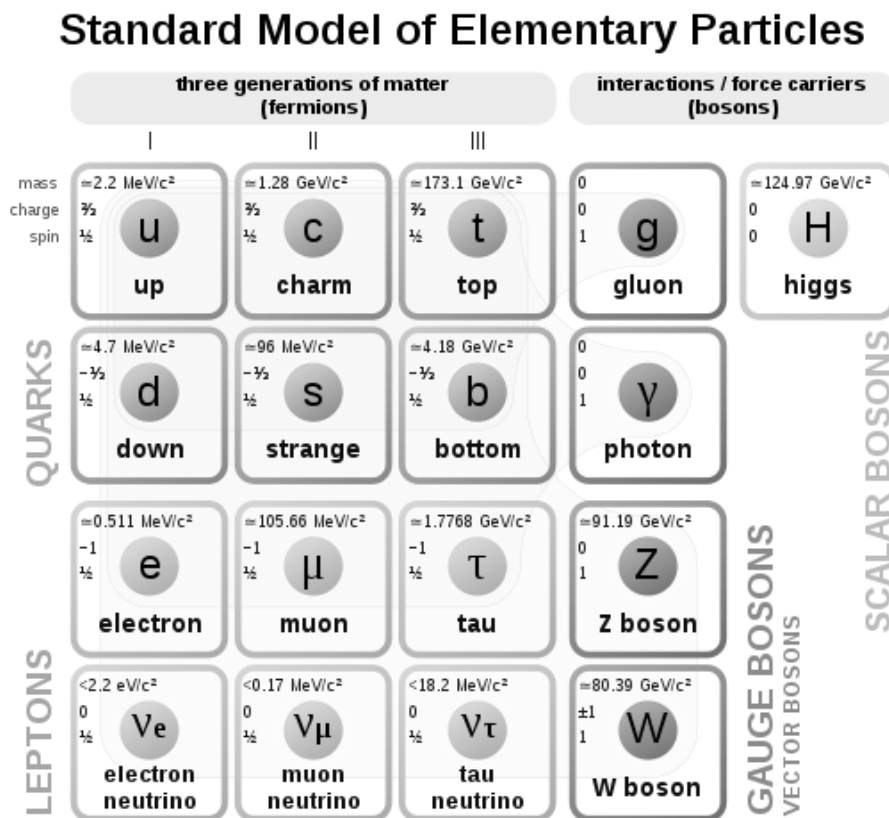 Standard Model of Elementary Particles
three generations of matter
(fermions)
interactions / force carriers
(bosons)
I
II
III
mass
charge
spin
≃2.2 MeV/c²
⅔
½
u
up
≃1.28 GeV/c²
⅔
½
c
charm
≃173.1 GeV/c²
⅔
½
t
top
0
0
1
g
gluon
≃124.97 GeV/c²
0
0
H
higgs
QUARKS
≃4.7 MeV/c²
−⅓
½
d
down
≃96 MeV/c²
−⅓
½
s
strange
≃4.18 GeV/c²
−⅓
½
b
bottom
0
0
1
γ
photon
SCALAR BOSONS
LEPTONS
≃0.511 MeV/c²
−1
½
e
electron
≃105.66 MeV/c²
−1
½
μ
muon
≃1.7768 GeV/c²
−1
½
τ
tau
≃91.19 GeV/c²
0
1
Z
Z boson
<2.2 eV/c²
0
½
νe
electron
neutrino
<0.17 MeV/c²
0
½
νμ
muon
neutrino
<18.2 MeV/c²
0
½
ντ
tau
neutrino
≃80.39 GeV/c²
±1
1
W
W boson
GAUGE BOSONS
VECTOR BOSONS